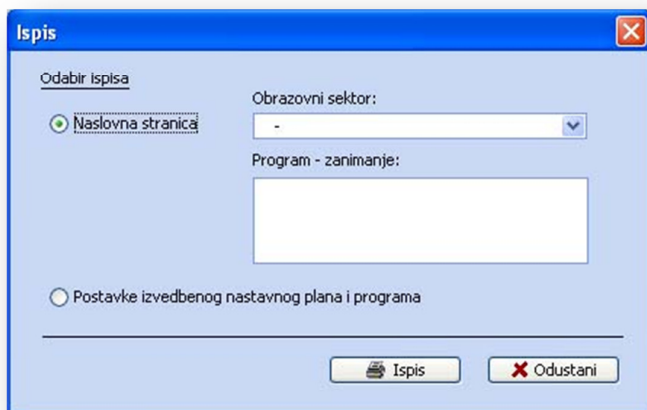 Ispis
Odabir ispisa
Naslovna stranica
Obrazovni sektor:
-
Program - zanimanje:
Postavke izvedbenog nastavnog plana i programa
Ispis
Odustani